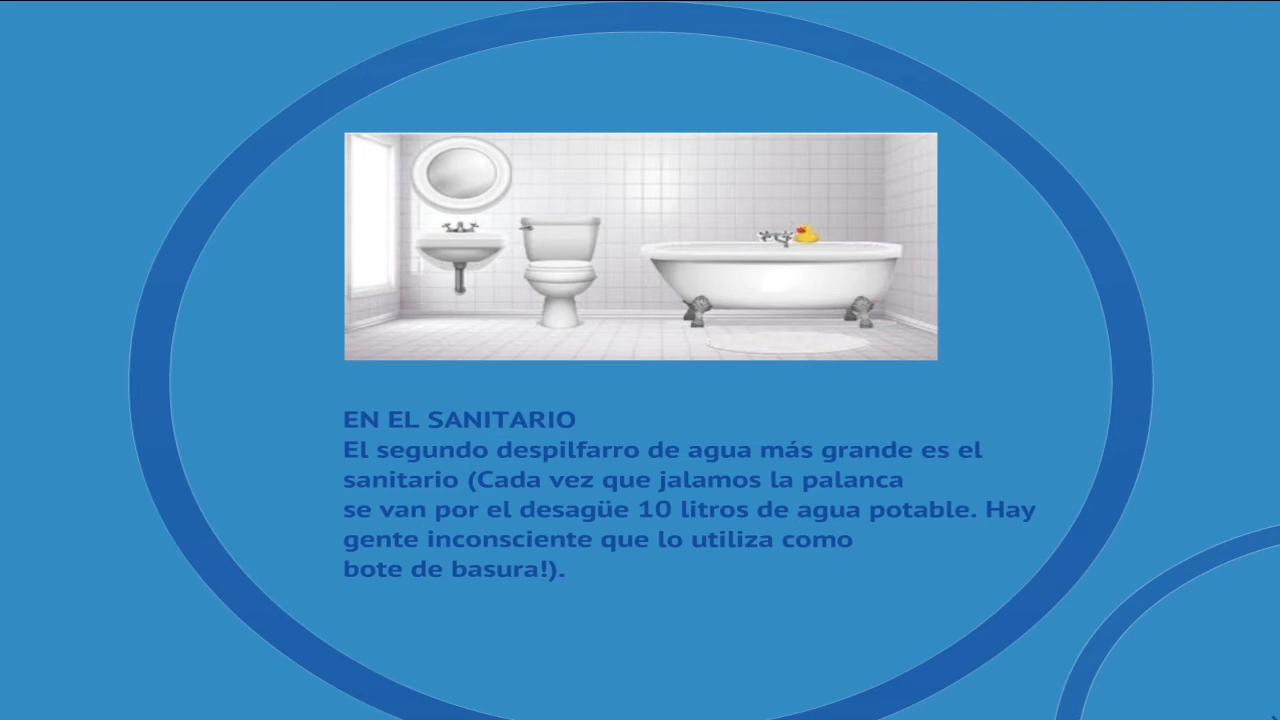 EN EL SANITARIO
El segundo despilfarro de agua más grande es el
sanitario (Cada vez que jalamos la palanca
se van por el desagüe 10 litros de agua potable. Hay
gente inconsciente que lo utiliza como
bote de basura!).